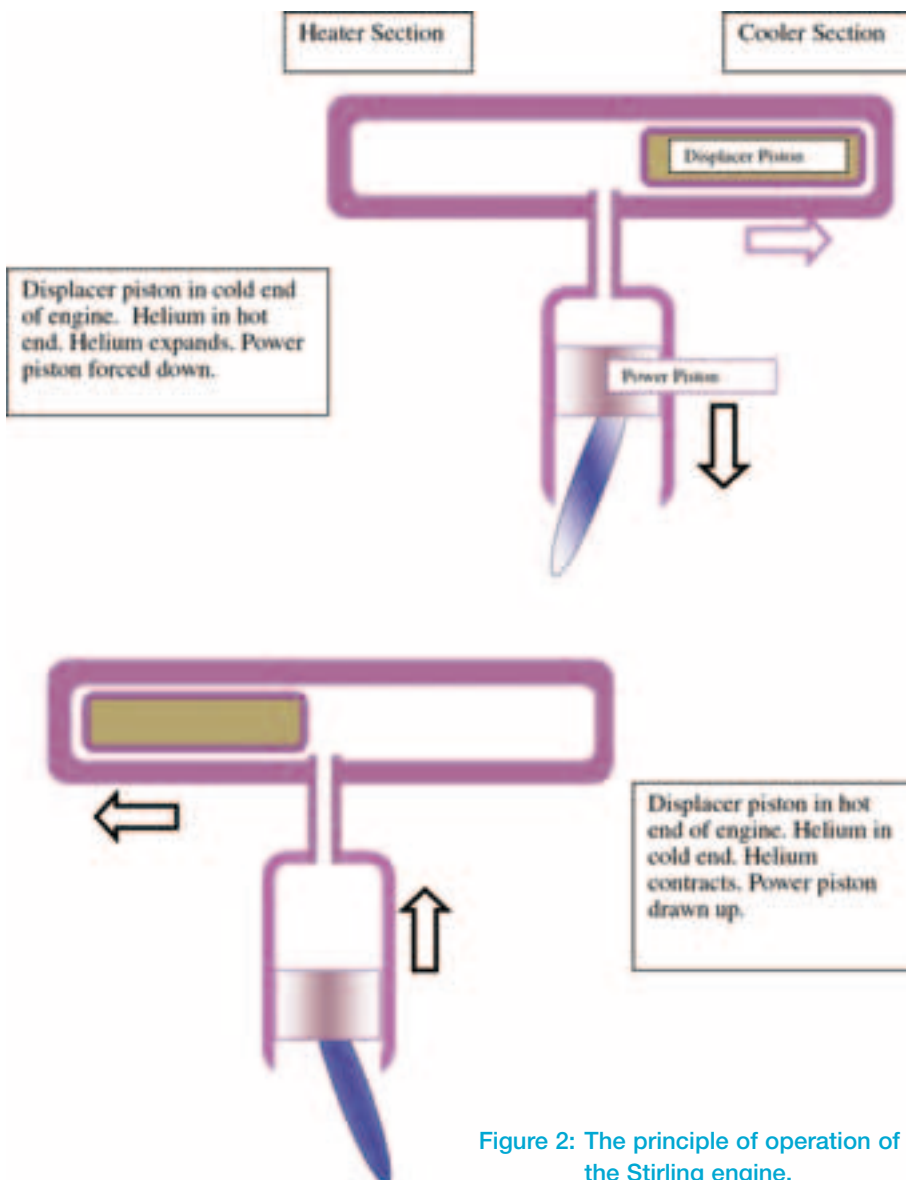 Heater Section
Cooler Section
Displacer Piston
Displacer piston in cold end
of engine. Helium in hot
end. Helium expands. Power
piston forced down.
Power Piston
Displacer piston in hot
end of engine. Helium in
cold end. Helium
contracts. Power piston
drawn up.
Figure 2: The principle of operation of
the Stirling engine.